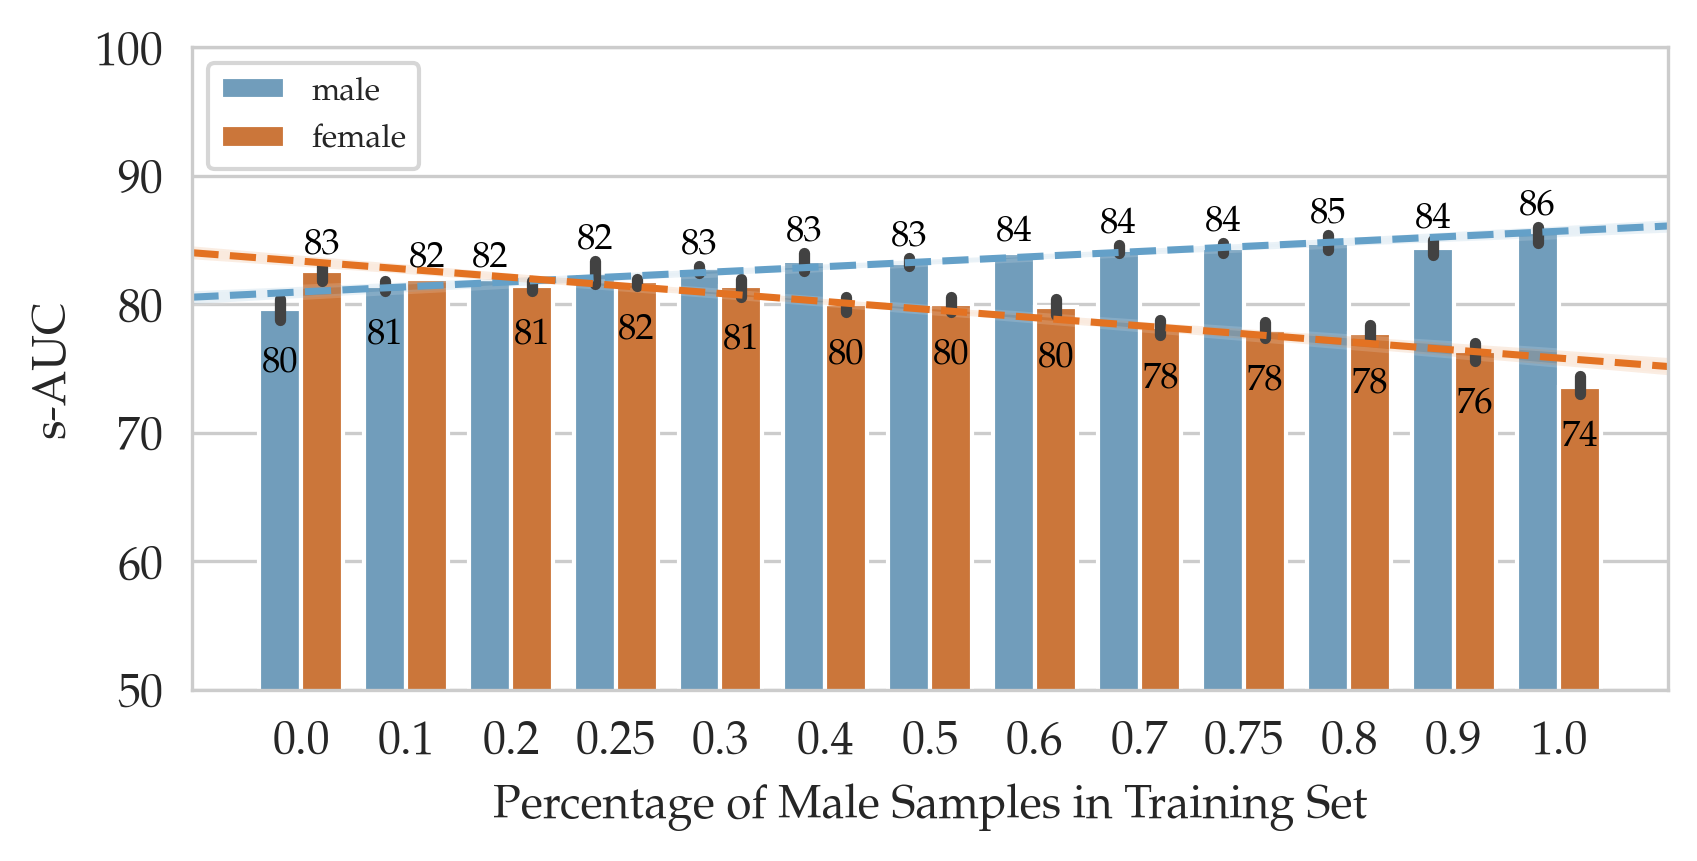 100
90
80
70
60
50
s-AUC
male
female
83 82 82 82 83 83 83 84 84 84 85 84 86
80 81 81 82 81 80 80 80 78 78 78 76 74
0.0 0.1 0.2 0.25 0.3 0.4 0.5 0.6 0.7 0.75 0.8 0.9 1.0
Percentage of Male Samples in Training Set